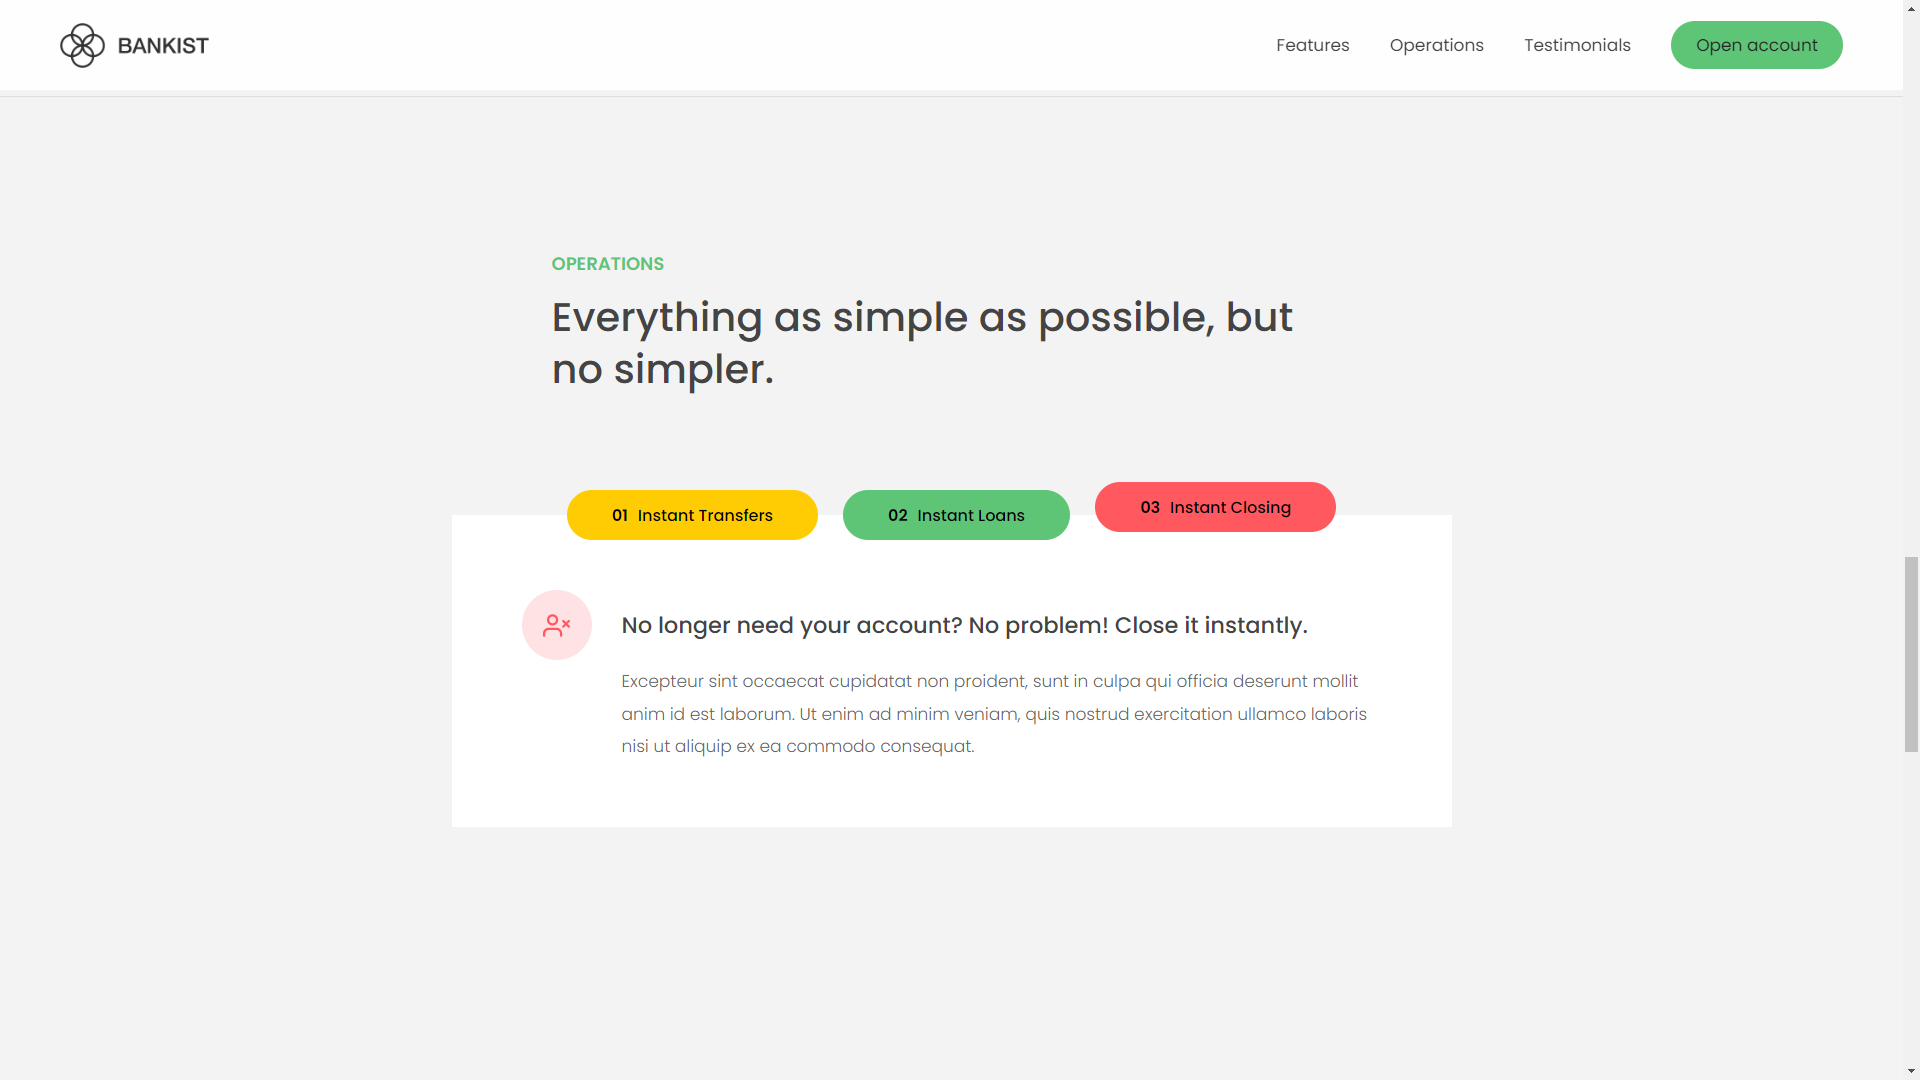 BANKIST
Features
Operations
Testimonials
Open account
OPERATIONS
Everything as simple as possible, but
no simpler.
01 Instant Transfers
02 Instant Loans
03 Instant Closing
No longer need your account? No problem! Close it instantly.
Excepteur sint occaecat cupidatat non proident, sunt in culpa qui officia deserunt mollit
anim id est laborum. Ut enim ad minim veniam, quis nostrud exercitation ullamco laboris
nisi ut aliquip ex ea commodo consequat.